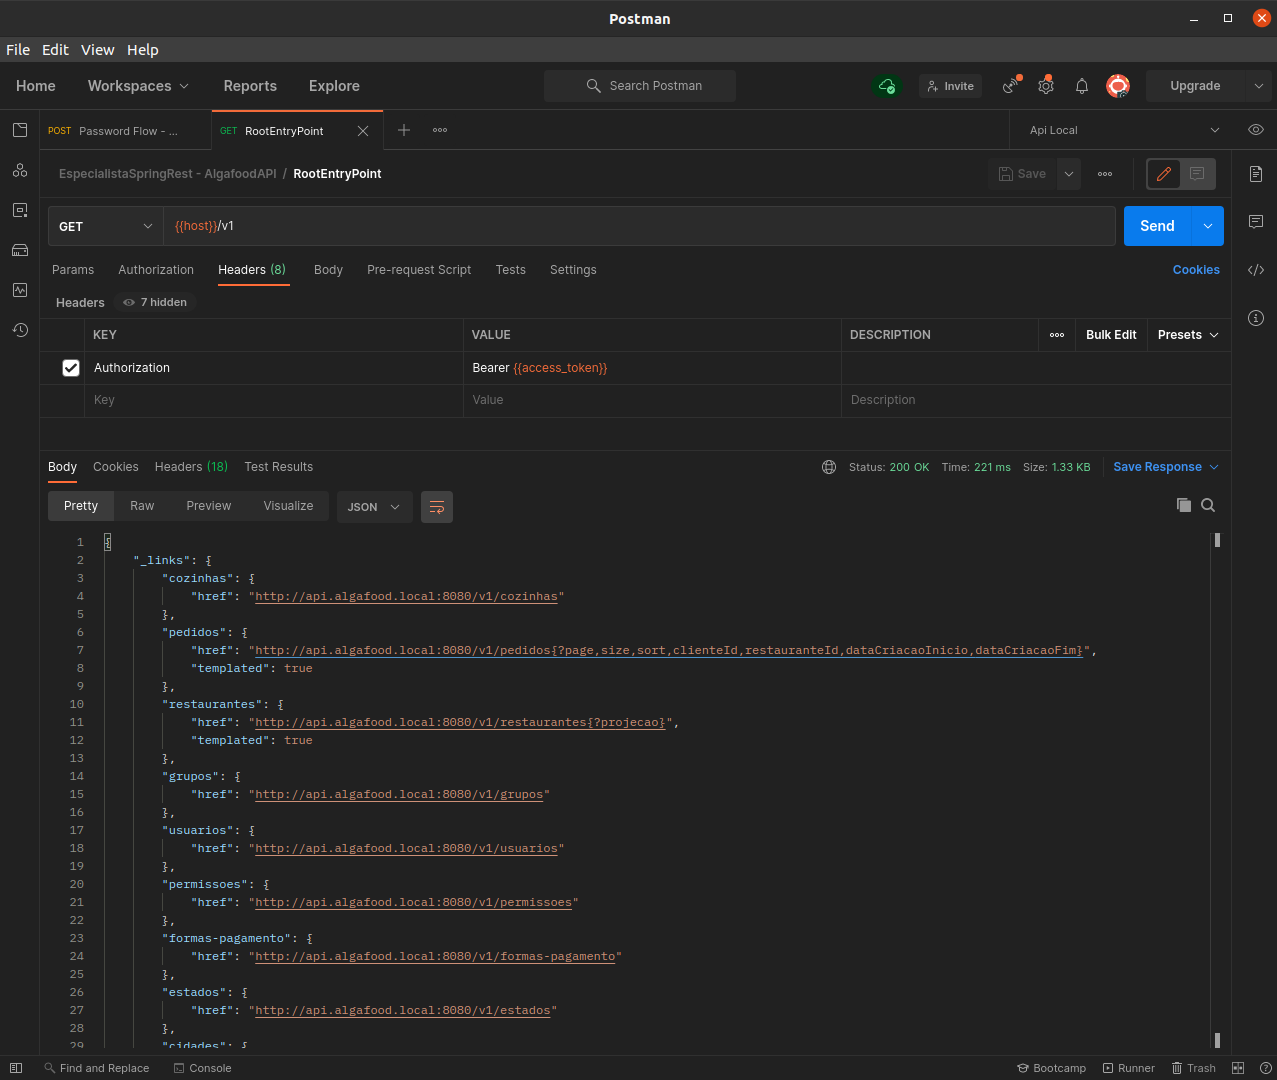 Postman
File Edit View Help
Home Workspaces Reports Explore Search Postman Invite Upgrade
POST Password Flow - ... GET RootEntryPoint Api Local
EspecialistaSpringRest - AlgafoodAPI / RootEntryPoint Save
GET {{host}}/v1 Send
Params Authorization Headers (8) Body Pre-request Script Tests Settings Cookies
Headers 7 hidden
KEY VALUE DESCRIPTION Bulk Edit Presets
Authorization Bearer {{access_token}}
Key Value Description
Body Cookies Headers (18) Test Results Status: 200 OK Time: 221 ms Size: 1.33 KB Save Response
Pretty Raw Preview Visualize JSON
1 {
2 "_links": {
3 "cozinhas": {
4 "href": "http://api.algafood.local:8080/v1/cozinhas"
5 },
6 "pedidos": {
7 "href": "http://api.algafood.local:8080/v1/pedidos{?page,size,sort,clienteId,restauranteId,dataCriacaoInicio,dataCriacaoFim}",
8 "templated": true
9 },
10 "restaurantes": {
11 "href": "http://api.algafood.local:8080/v1/restaurantes{?projecao}",
12 "templated": true
13 },
14 "grupos": {
15 "href": "http://api.algafood.local:8080/v1/grupos"
16 },
17 "usuarios": {
18 "href": "http://api.algafood.local:8080/v1/usuarios"
19 },
20 "permissoes": {
21 "href": "http://api.algafood.local:8080/v1/permissoes"
22 },
23 "formas-pagamento": {
24 "href": "http://api.algafood.local:8080/v1/formas-pagamento"
25 },
26 "estados": {
27 "href": "http://api.algafood.local:8080/v1/estados"
28 },
29 "cidades": {
Find and Replace Console Bootcamp Runner Trash